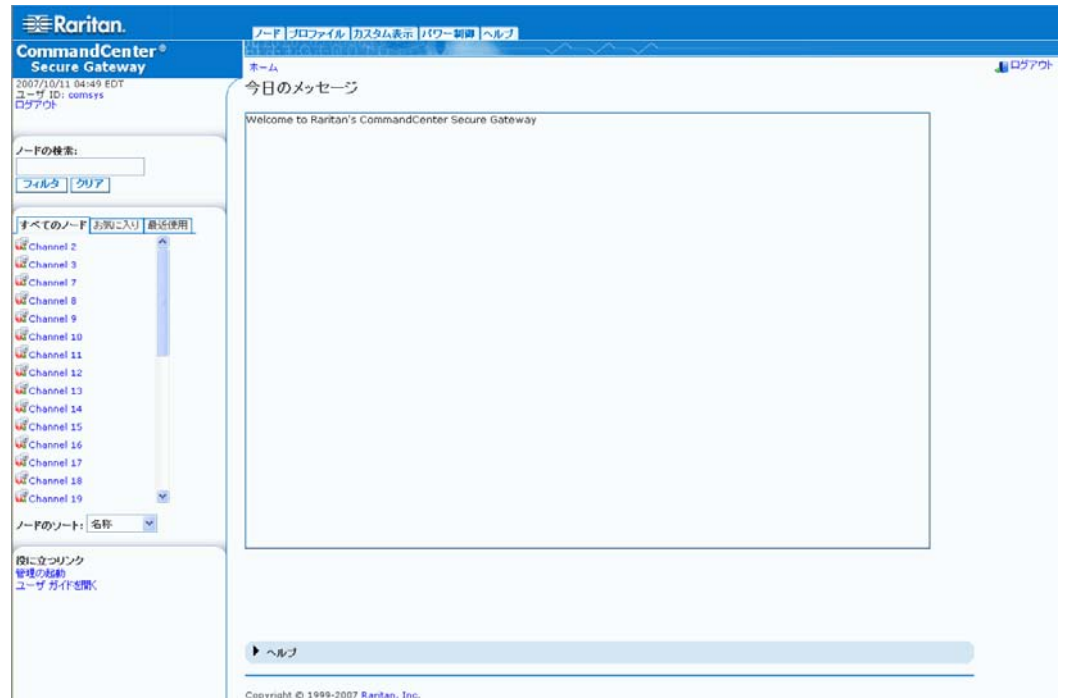 Raritan.
CommandCenter®
Secure Gateway
2007/10/11 04:49 EDT
ユーザ ID: comsys
ログアウト
ノードの検索:
フィルタ クリア
すべてのノード お気に入り 最近使用
Channel 2
Channel 3
Channel 7
Channel 8
Channel 9
Channel 10
Channel 11
Channel 12
Channel 13
Channel 14
Channel 15
Channel 16
Channel 17
Channel 18
Channel 19
ノードのソート: 名称
役に立つリンク
管理の起動
ユーザ ガイドを開く
ノード プロファイル カスタム表示 パワー制御 ヘルプ
ホーム
ログアウト
今日のメッセージ
Welcome to Raritan's CommandCenter Secure Gateway
ヘルプ
Copyright © 1999-2007 Raritan, Inc.